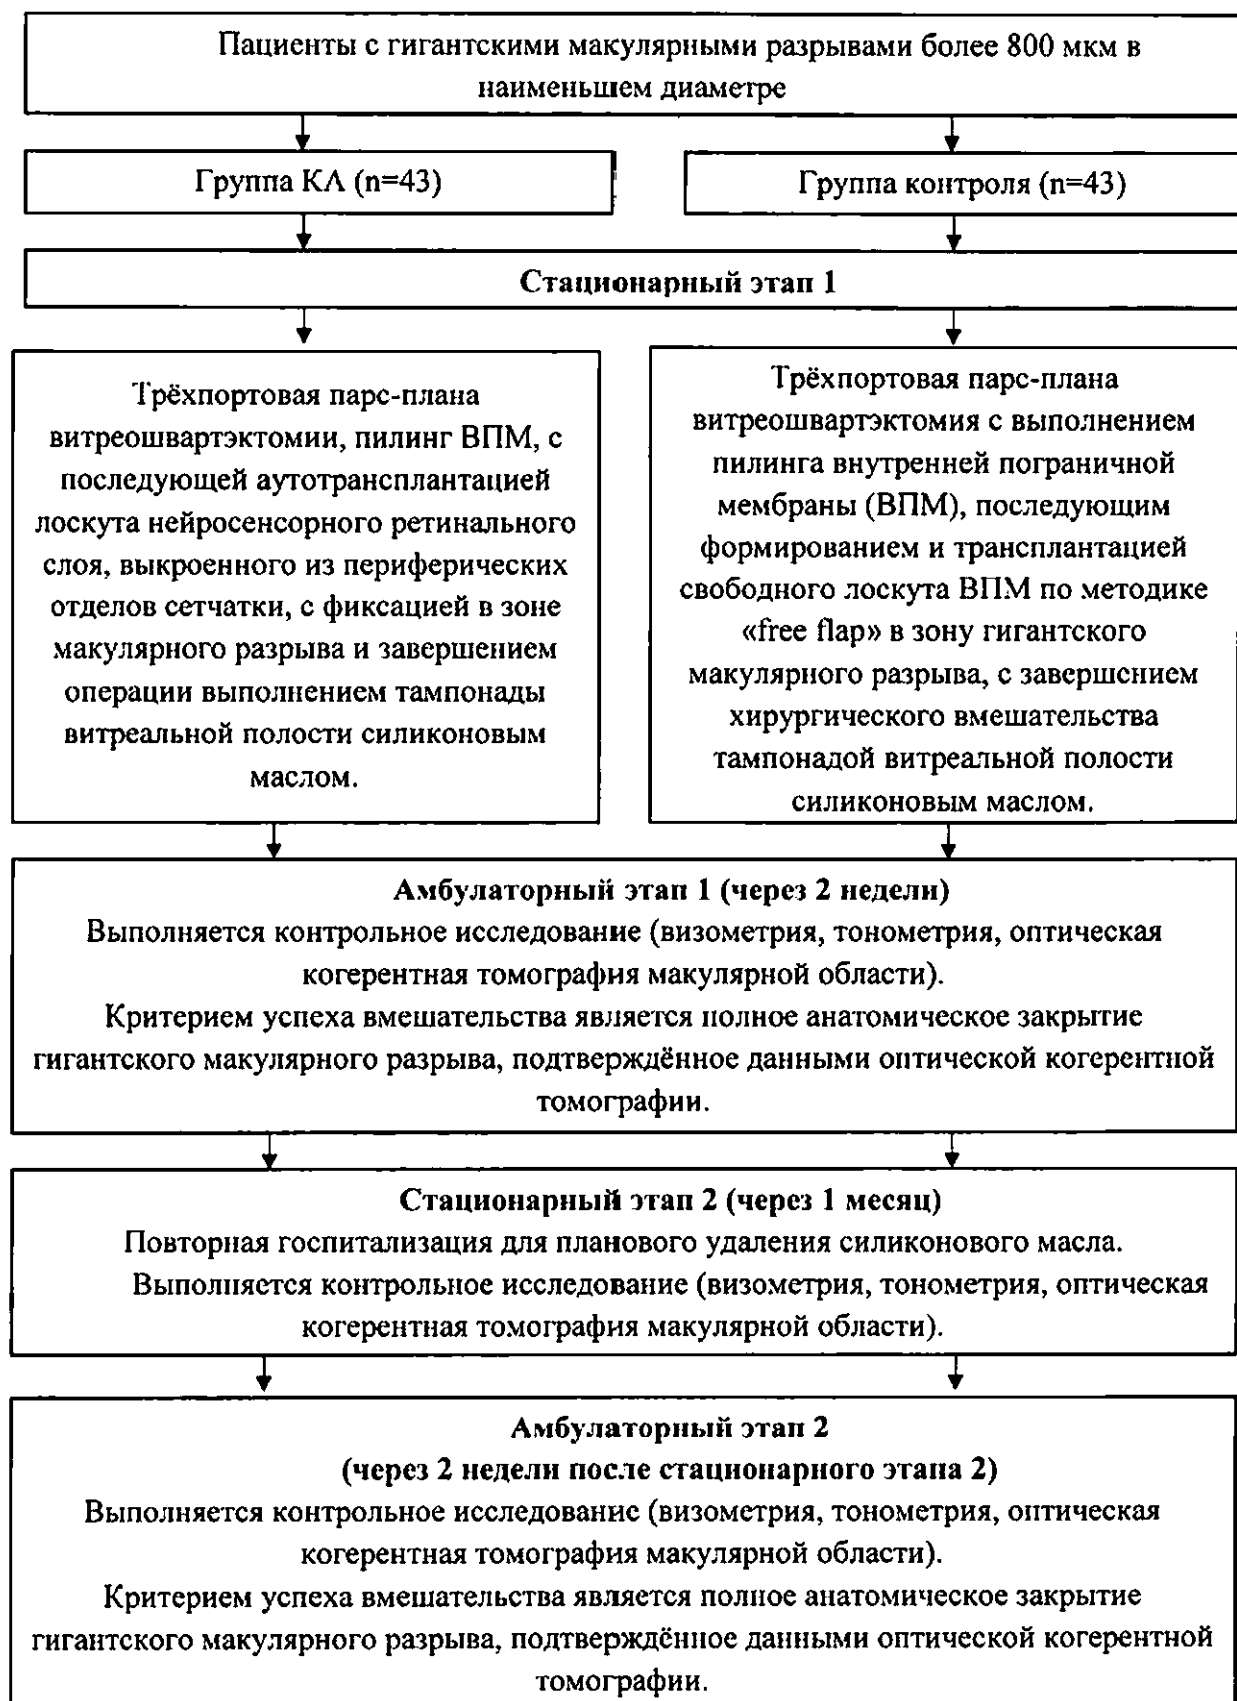 Пациенты с гигантскими макулярными разрывами более 800 мкм в
наименьшем диаметре
Группа КЛ (n=43)
Группа контроля (n=43)
Стационарный этап 1
Трёхпортовая парс-плана
витреошвартэктомии, пилинг ВПМ, с
последующей аутотрансплантацией
лоскута нейросенсорного ретинального
слоя, выкроенного из периферических
отделов сетчатки, с фиксацией в зоне
макулярного разрыва и завершением
операции выполнением тампонады
витреальной полости силиконовым
маслом.
Трёхпортовая парс-плана
витреошвартэктомия с выполнением
пилинга внутренней пограничной
мембраны (ВПМ), последующим
формированием и трансплантацией
свободного лоскута ВПМ по методике
«free flap» в зону гигантского
макулярного разрыва, с завершением
хирургического вмешательства
тампонадой витреальной полости
силиконовым маслом.
Амбулаторный этап 1 (через 2 недели)
Выполняется контрольное исследование (визометрия, тонометрия, оптическая
когерентная томография макулярной области).
Критерием успеха вмешательства является полное анатомическое закрытие
гигантского макулярного разрыва, подтверждённое данными оптической когерентной
томографии.
Стационарный этап 2 (через 1 месяц)
Повторная госпитализация для планового удаления силиконового масла.
Выполняется контрольное исследование (визометрия, тонометрия, оптическая
когерентная томография макулярной области).
Амбулаторный этап 2
(через 2 недели после стационарного этапа 2)
Выполняется контрольное исследование (визометрия, тонометрия, оптическая
когерентная томография макулярной области).
Критерием успеха вмешательства является полное анатомическое закрытие
гигантского макулярного разрыва, подтверждённое данными оптической когерентной
томографии.